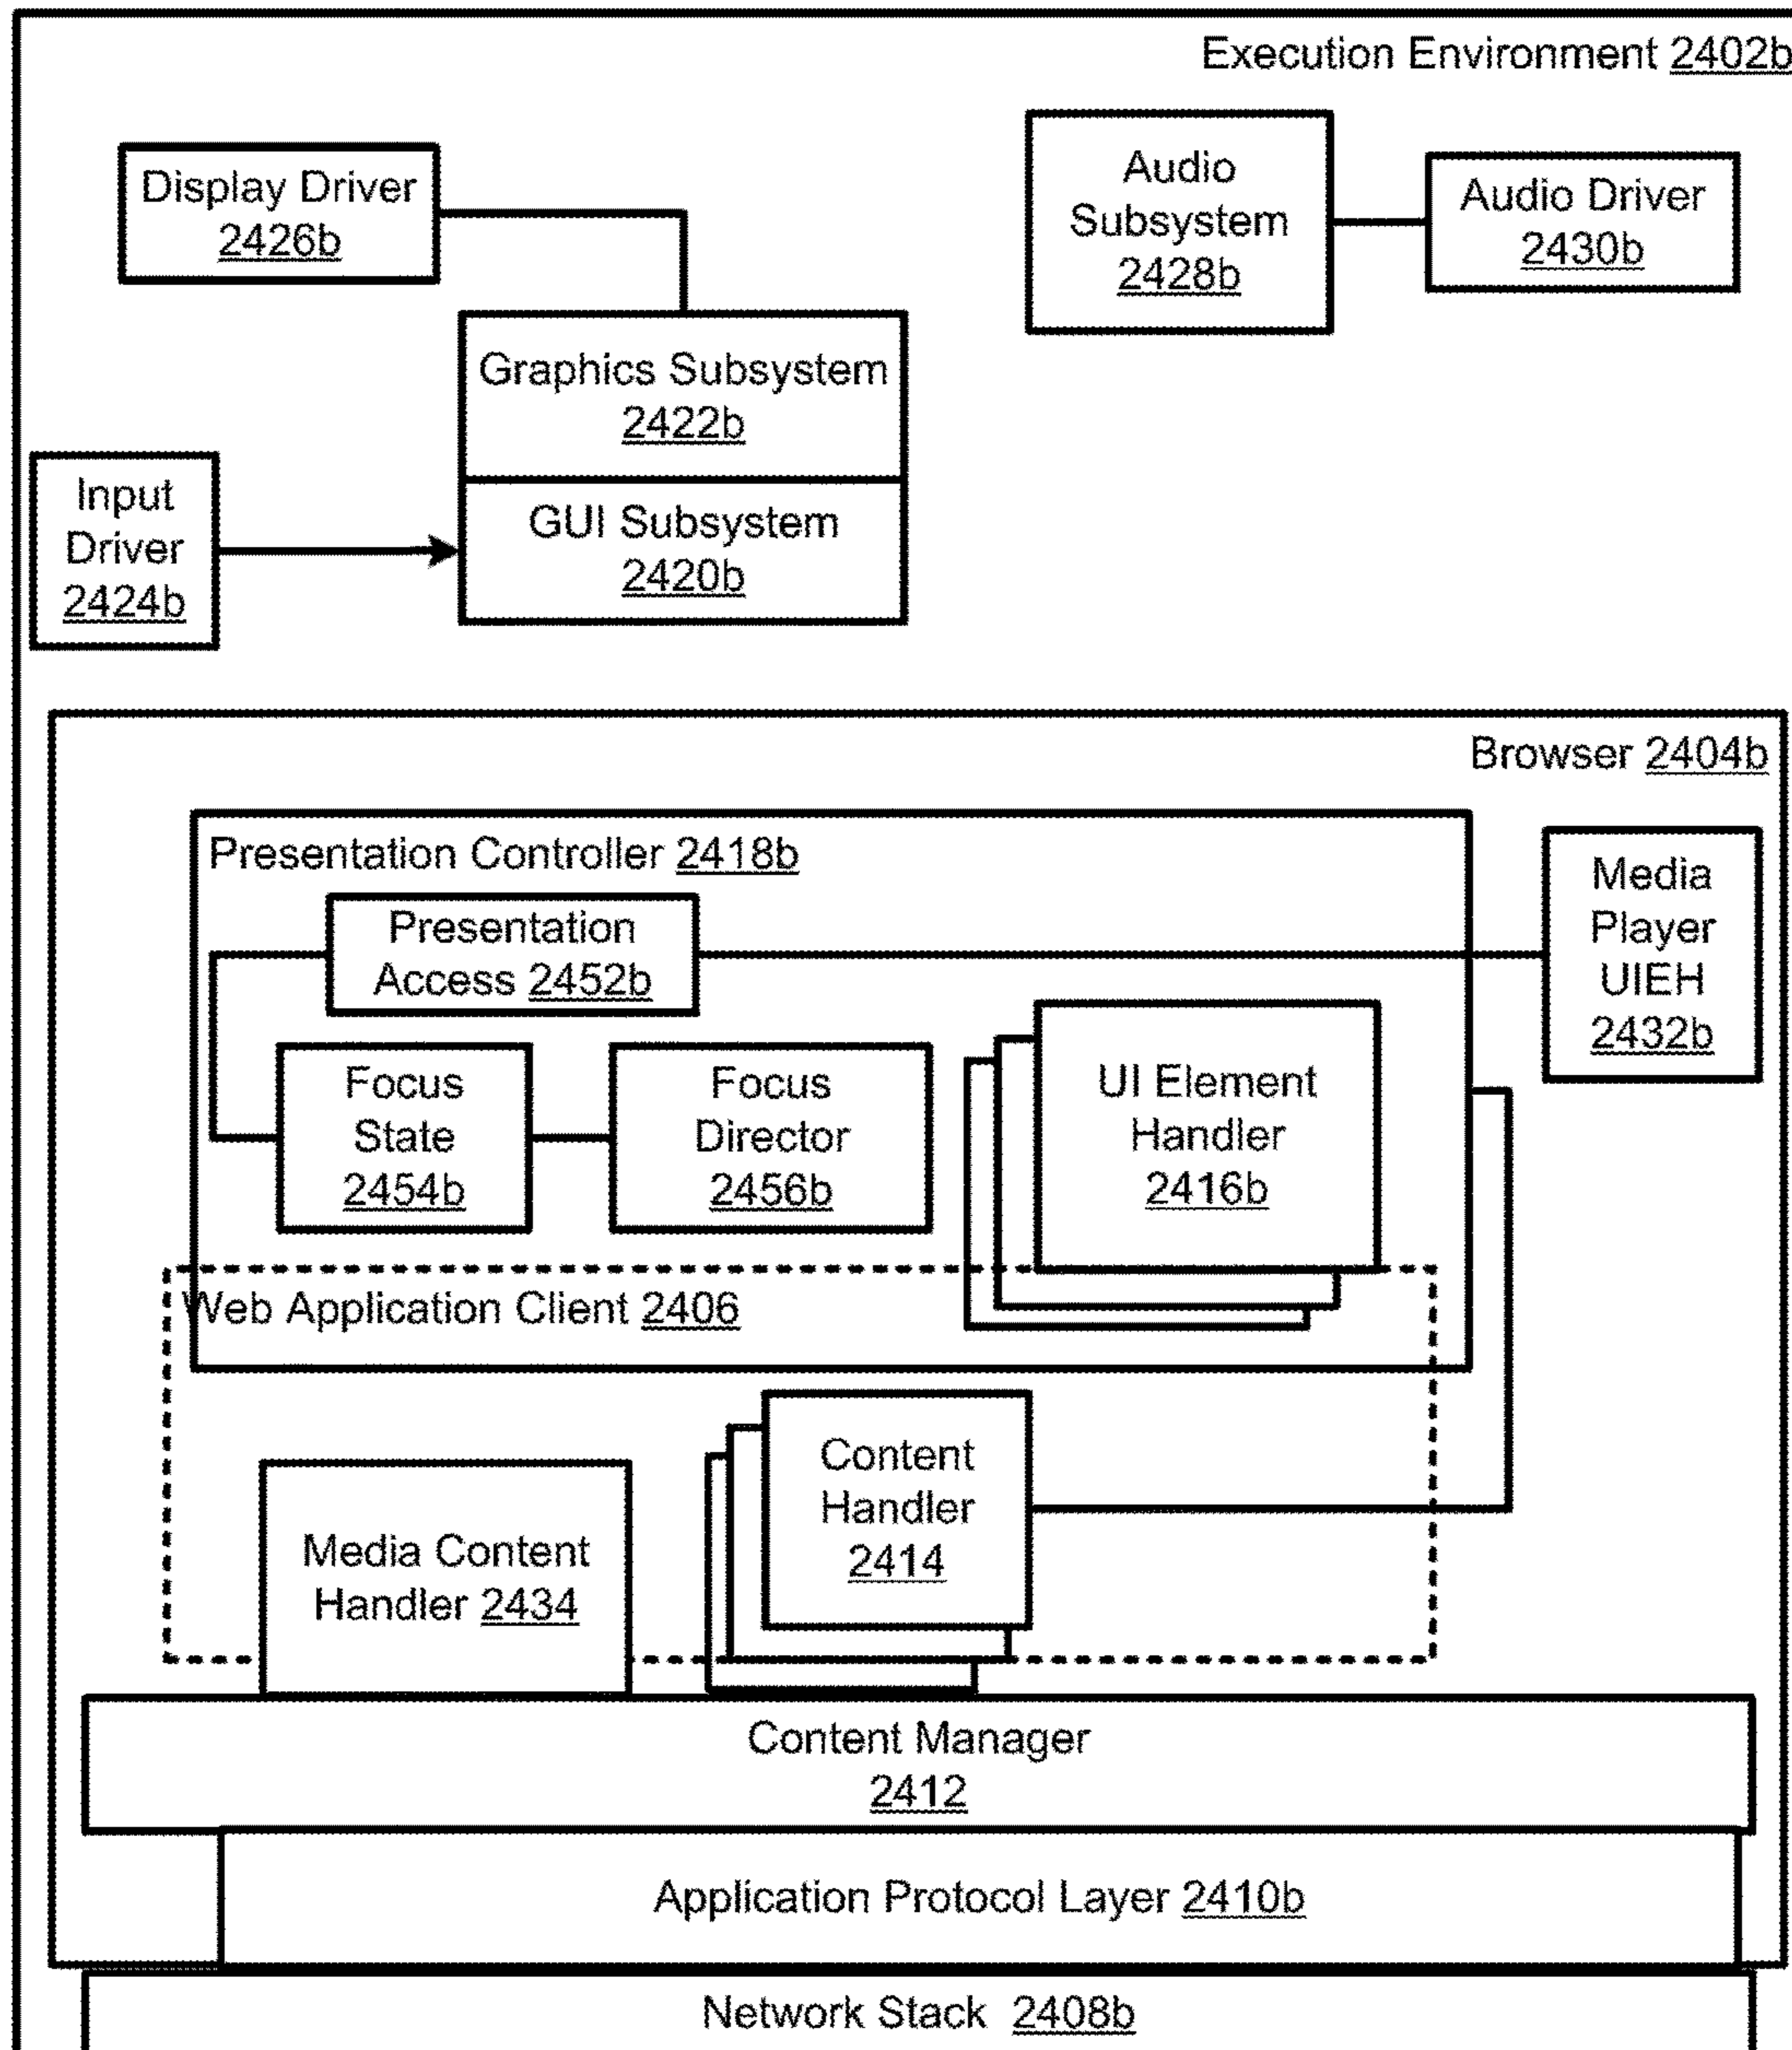 Execution Environment 2402b
Display Driver
2426b
Audio
Subsystem
2428b
Audio Driver
2430b
Graphics Subsystem
2422b
Input
Driver
2424b
GUI Subsystem
2420b
Browser 2404b
Presentation Controller 2418b
Media
Player
UIEH
2432b
Presentation
Access 2452b
Focus
State
2454b
Focus
Director
2456b
UI Element
Handler
2416b
Web Application Client 2406
Content
Handler
2414
Media Content
Handler 2434
Content Manager
2412
Application Protocol Layer 2410b
Network Stack 2408b